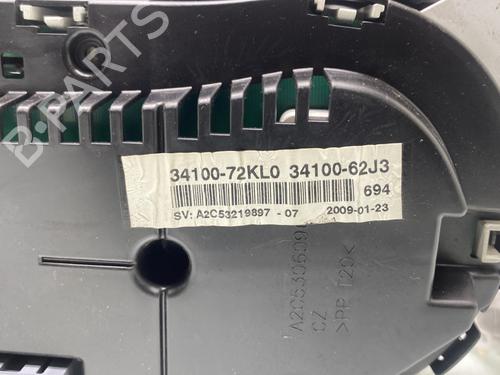 B-PARTS
34100-72KL0 34100-62J3
694
SV: A2C53219897 - 07 2009-01-23
CZ
>PP T20<